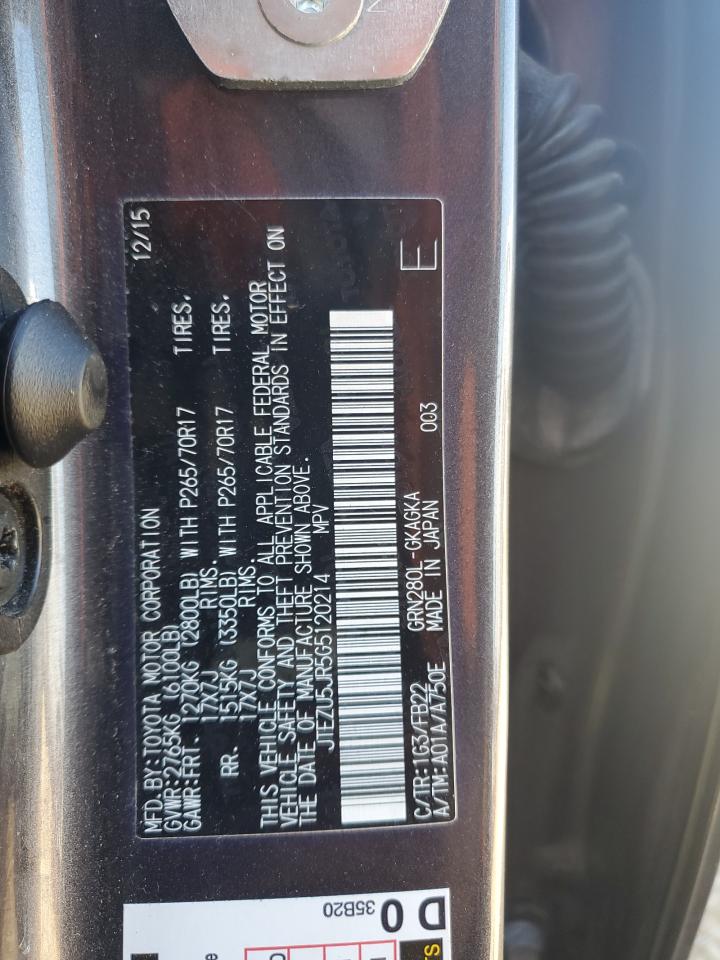 MFD.BY:TOYOTA MOTOR CORPORATION 12/15
GVWR:2765KG (6100LB)
GAWR:FRT. 1270KG (2800LB) WITH P265/70R17 TIRES,
17X7J RIMS.
RR. 1515KG (3350LB) WITH P265/70R17 TIRES,
17X7J RIMS.
THIS VEHICLE CONFORMS TO ALL APPLICABLE FEDERAL MOTOR
VEHICLE SAFETY AND THEFT PREVENTION STANDARDS IN EFFECT ON
THE DATE OF MANUFACTURE SHOWN ABOVE.
JTEZU5JR5G5120214 MPV
C/TR:1G3/FB22 GRN280L-GKAGKA 003 E
A/TM:A01A/A750E MADE IN JAPAN
35B20
D0